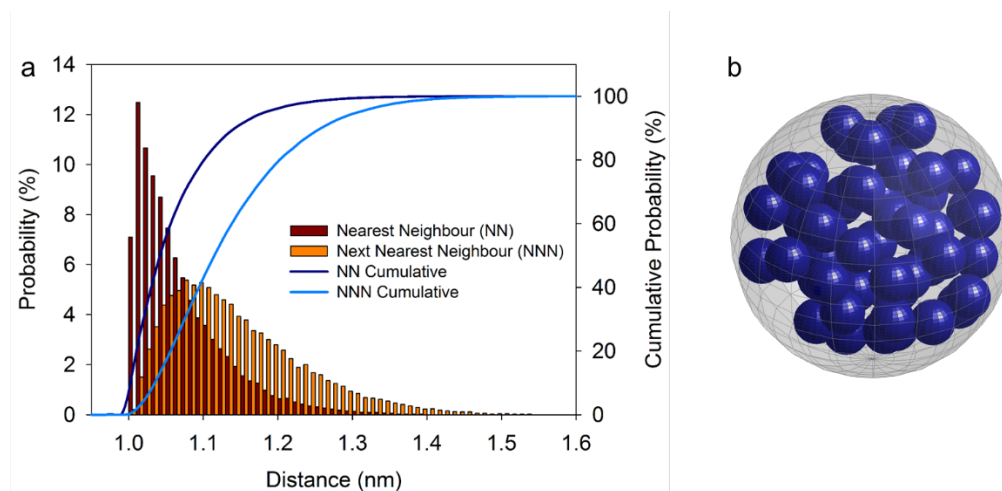 a
b
14
12
10
8
6
4
2
0
Probability (%)
100
80
60
40
20
0
Cumulative Probability (%)
Nearest Neighbour (NN)
Next Nearest Neighbour (NNN)
NN Cumulative
NNN Cumulative
1.0 1.1 1.2 1.3 1.4 1.5 1.6
Distance (nm)